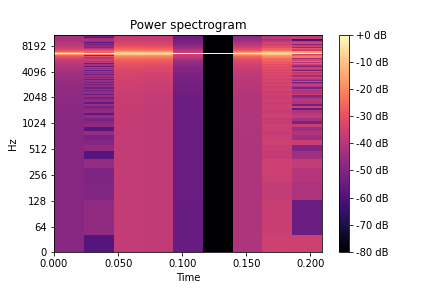 Power spectrogram
8192
4096
2048
1024
512
256
128
64
0
Hz
0.000 0.050 0.100 0.150 0.200
Time
+0 dB
-10 dB
-20 dB
-30 dB
-40 dB
-50 dB
-60 dB
-70 dB
-80 dB